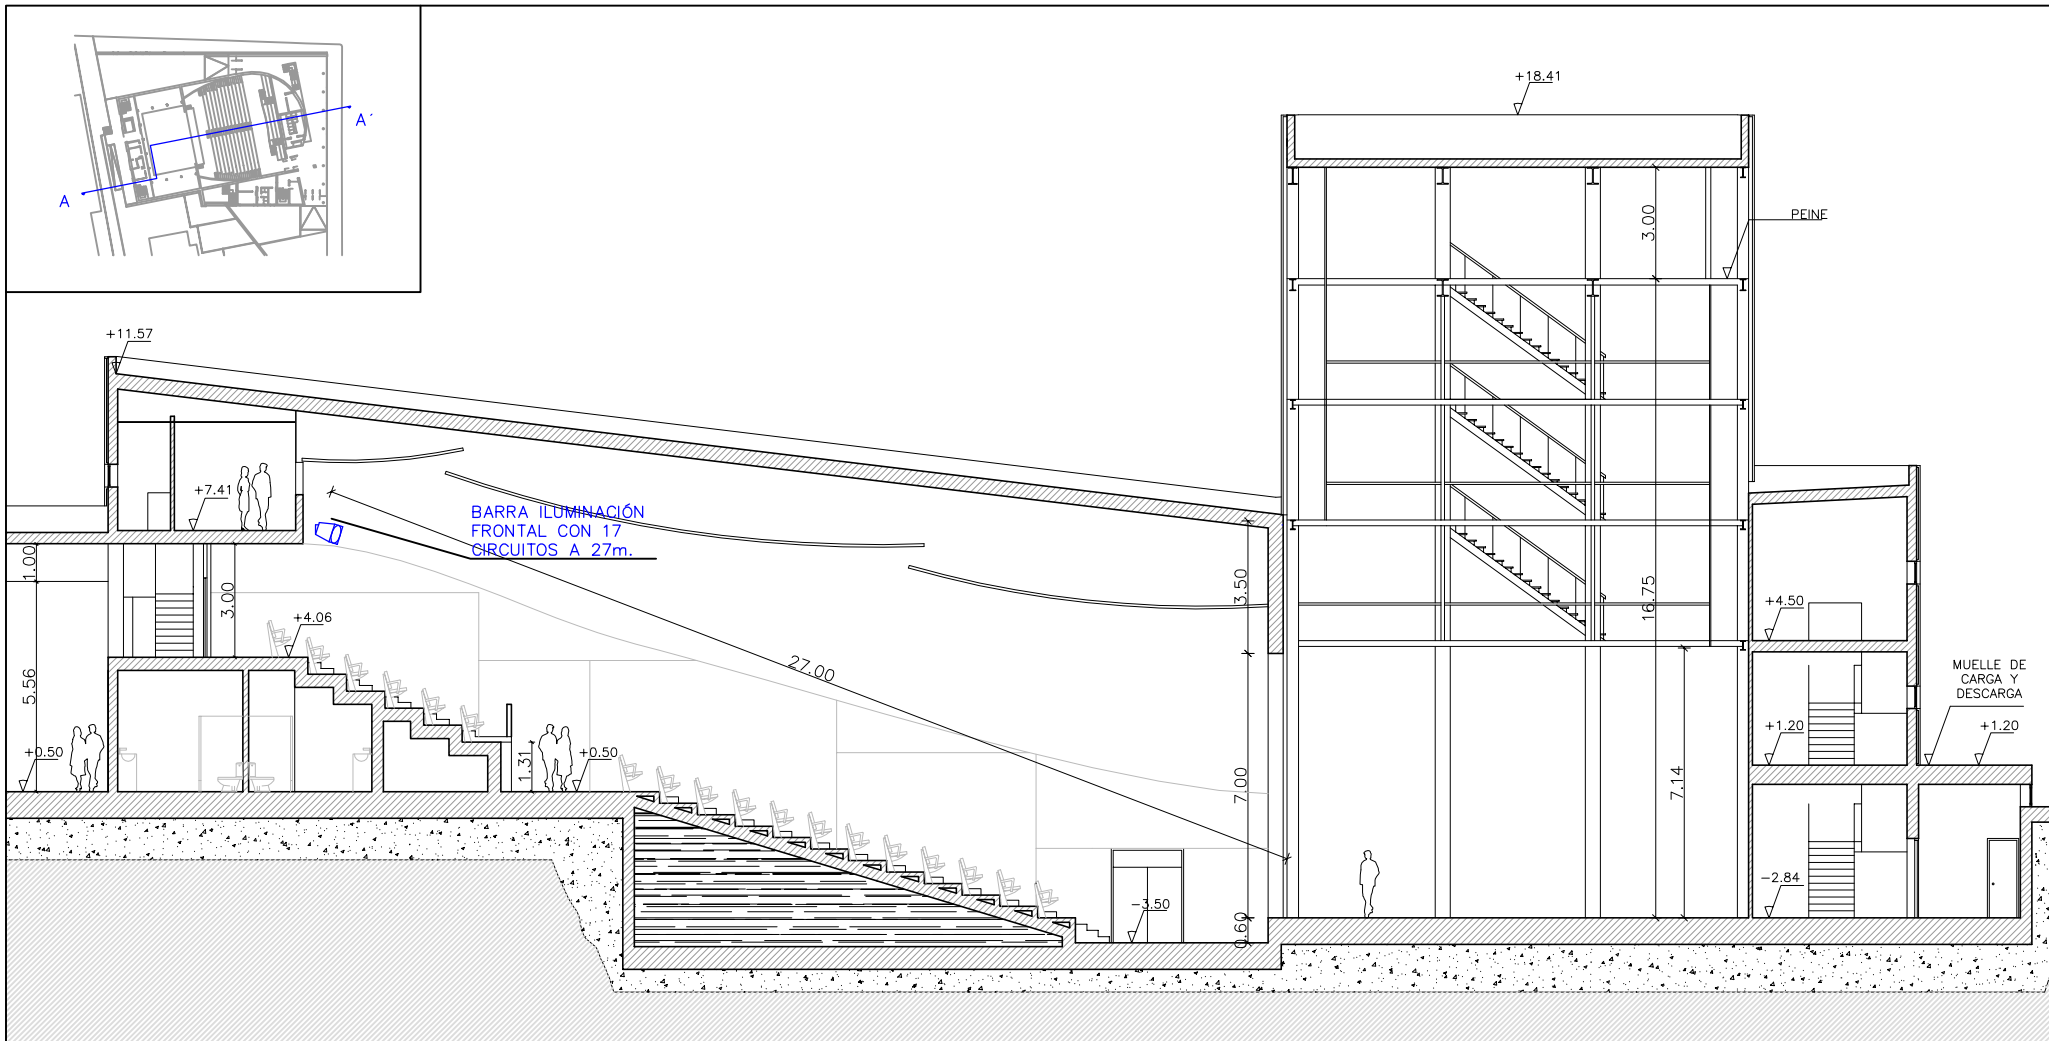 A
A´
+18.41
PEINE
3.00
+11.57
+7.41
BARRA ILUMINACIÓN
FRONTAL CON 17
CIRCUITOS A 27m.
1.00
3.00
5.56
+4.06
+0.50
1.31
+0.50
27.00
3.50
7.00
0.60
-3.50
16.75
7.14
+4.50
+1.20
-2.84
MUELLE DE
CARGA Y
DESCARGA
+1.20